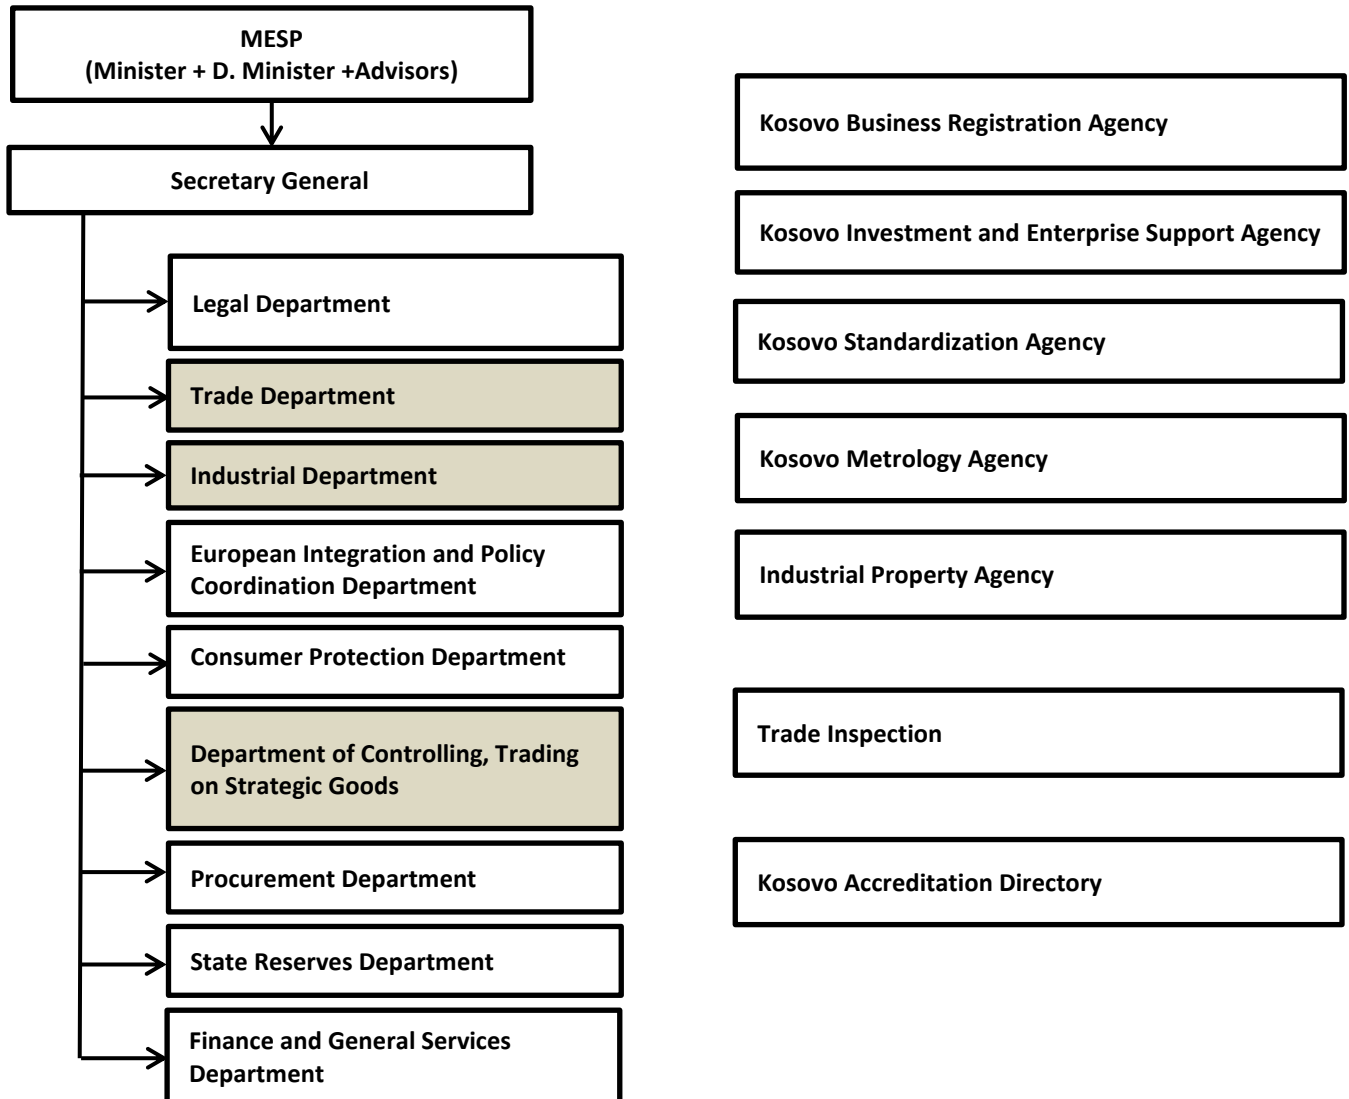 MESP
(Minister + D. Minister +Advisors)
Secretary General
Legal Department
Trade Department
Industrial Department
European Integration and Policy
Coordination Department
Consumer Protection Department
Department of Controlling, Trading
on Strategic Goods
Procurement Department
State Reserves Department
Finance and General Services
Department
Kosovo Business Registration Agency
Kosovo Investment and Enterprise Support Agency
Kosovo Standardization Agency
Kosovo Metrology Agency
Industrial Property Agency
Trade Inspection
Kosovo Accreditation Directory